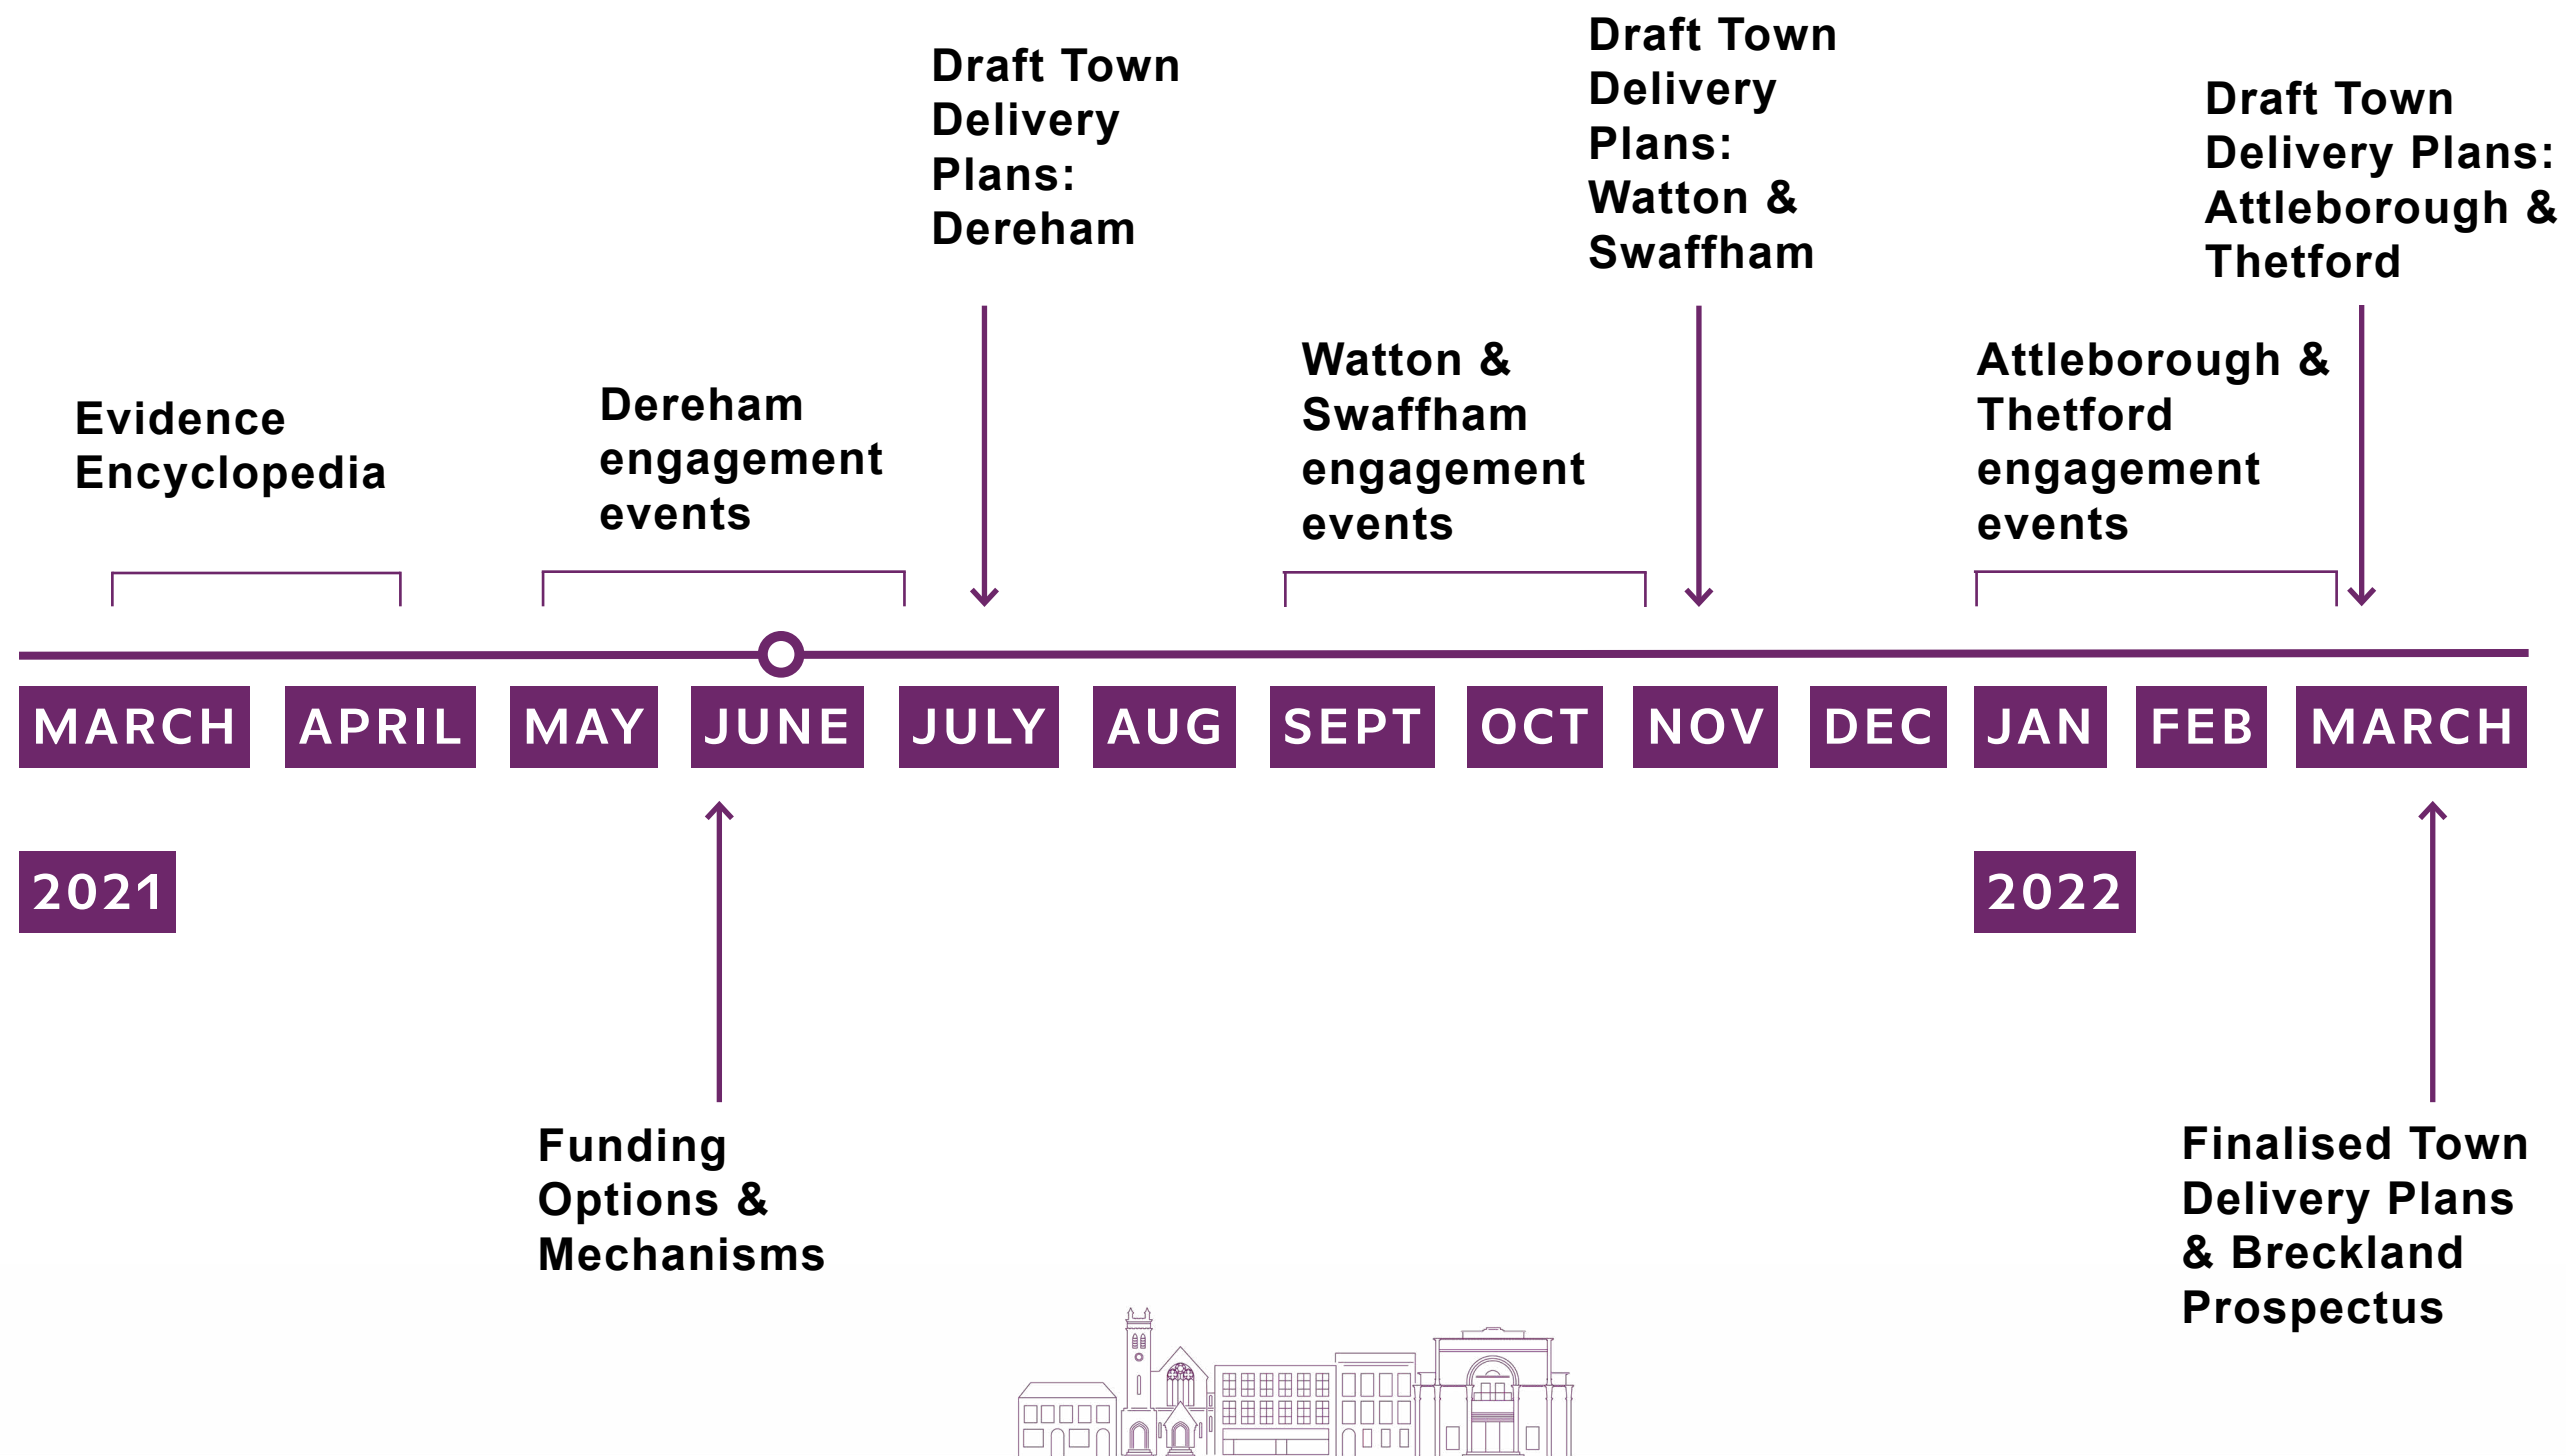 Draft Town
Delivery
Plans:
Dereham
Draft Town
Delivery
Plans:
Watton &
Swaffham
Draft Town
Delivery Plans:
Attleborough &
Thetford
Evidence
Encyclopedia
Dereham
engagement
events
Watton &
Swaffham
engagement
events
Attleborough &
Thetford
engagement
events
MARCH APRIL MAY JUNE JULY AUG SEPT OCT NOV DEC JAN FEB MARCH
2021 2022
Funding
Options &
Mechanisms
Finalised Town
Delivery Plans
& Breckland
Prospectus